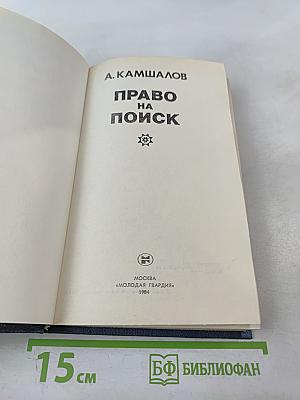 А. КАМШАЛОВ
ПРАВО
НА
ПОИСК
МОСКВА
«МОЛОДАЯ ГВАРДИЯ»
1984
15 см
БФ БИБЛИОФАН